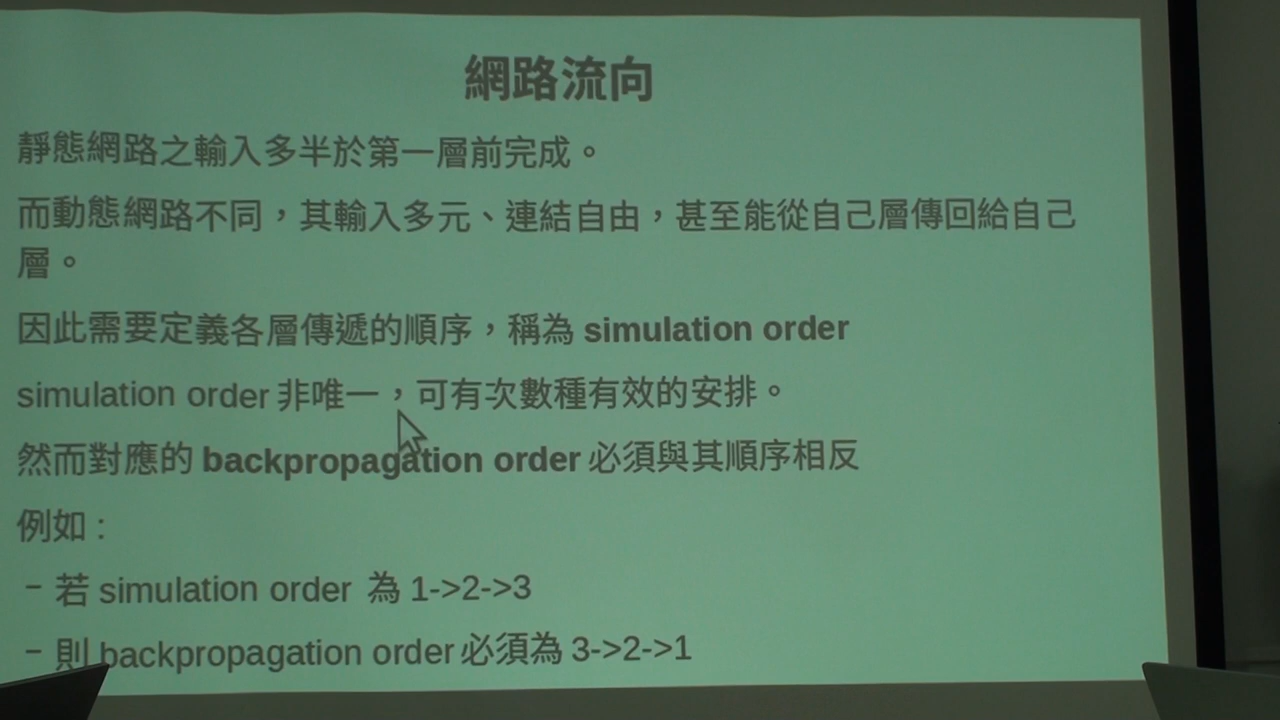 網路流向
靜態網路之輸入多半於第一層前完成。
而動態網路不同，其輸入多元、連結自由，甚至能從自己層傳回給自己
層。
因此需要定義各層傳遞的順序，稱為 simulation order
simulation order 非唯一，可有次數種有效的安排。
然而對應的 backpropagation order 必須與其順序相反
例如 :
– 若 simulation order 為 1->2->3
– 則 backpropagation order 必須為 3->2->1